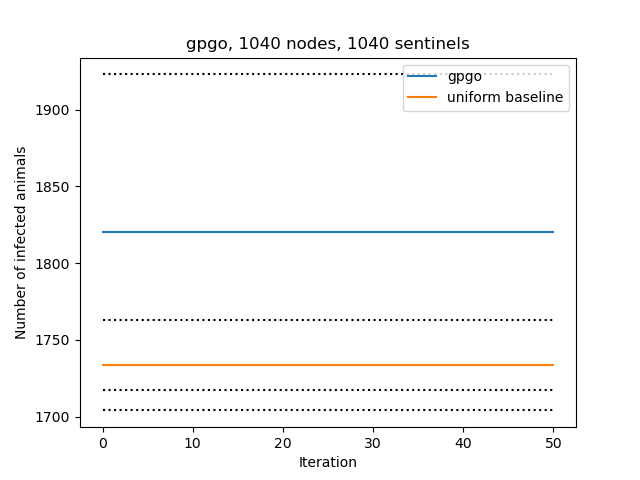 gpgo, 1040 nodes, 1040 sentinels
gpgo
uniform baseline
Number of infected animals
1900
1850
1800
1750
1700
0 10 20 30 40 50
Iteration